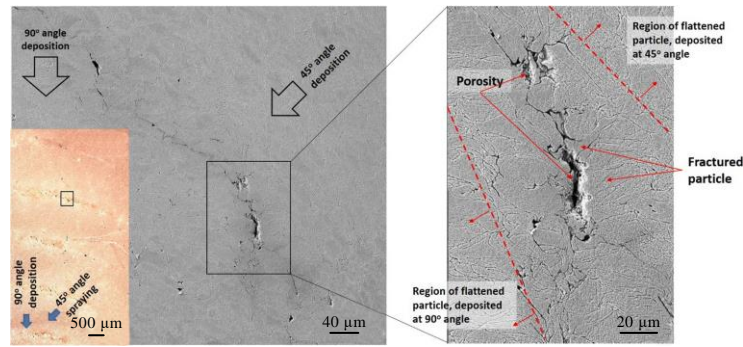 90° angle
deposition
45° angle
deposition
90° angle
deposition
45° angle
spraying
500 µm
40 µm
Region of flattened
particle, deposited
at 45° angle
Porosity
Fractured
particle
Region of flattened
particle, deposited
at 90° angle
20 µm